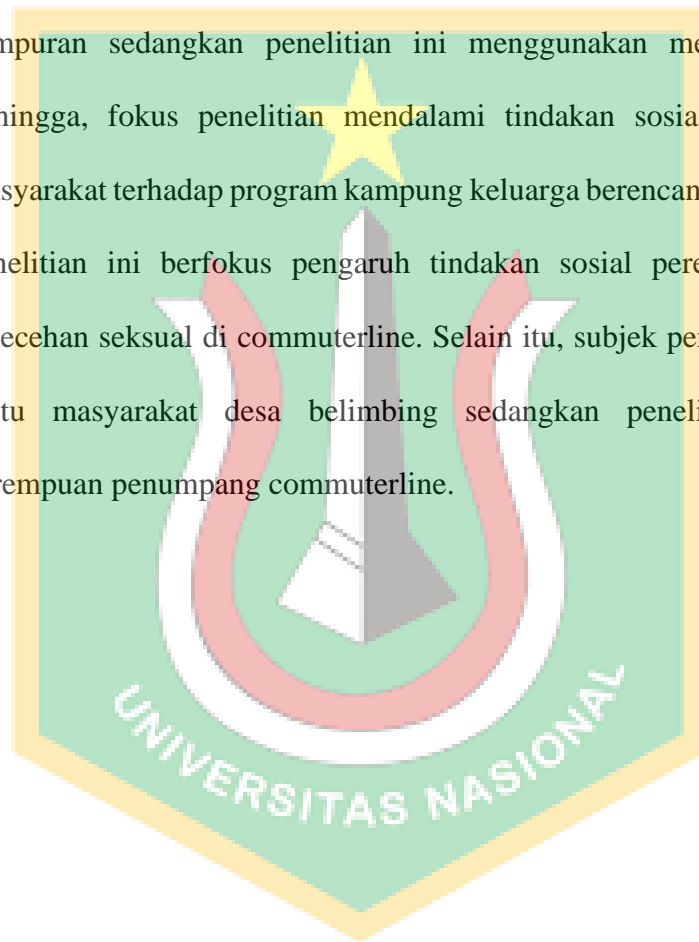 mpuran sedangkan penelitian ini menggunakan me
hingga, fokus penelitian mendalami tindakan sosia
syarakat terhadap program kampung keluarga berencan
nelitian ini berfokus pengaruh tindakan sosial pere
ecehan seksual di commuterline. Selain itu, subjek pe
tu masyarakat desa belimbing sedangkan peneli
rempuan penumpang commuterline.
UNIVERSITAS NASIONAL